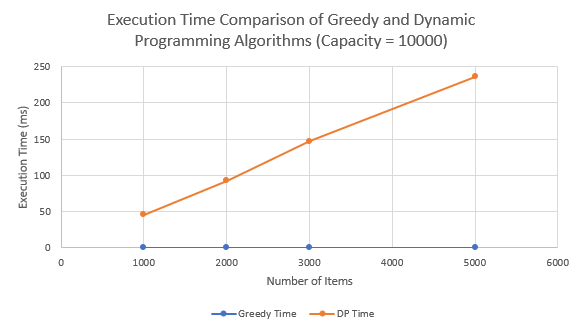 Execution Time Comparison of Greedy and Dynamic
Programming Algorithms (Capacity = 10000)
Execution Time (ms)
250
200
150
100
50
0
0 1000 2000 3000 4000 5000 6000
Number of Items
Greedy Time DP Time